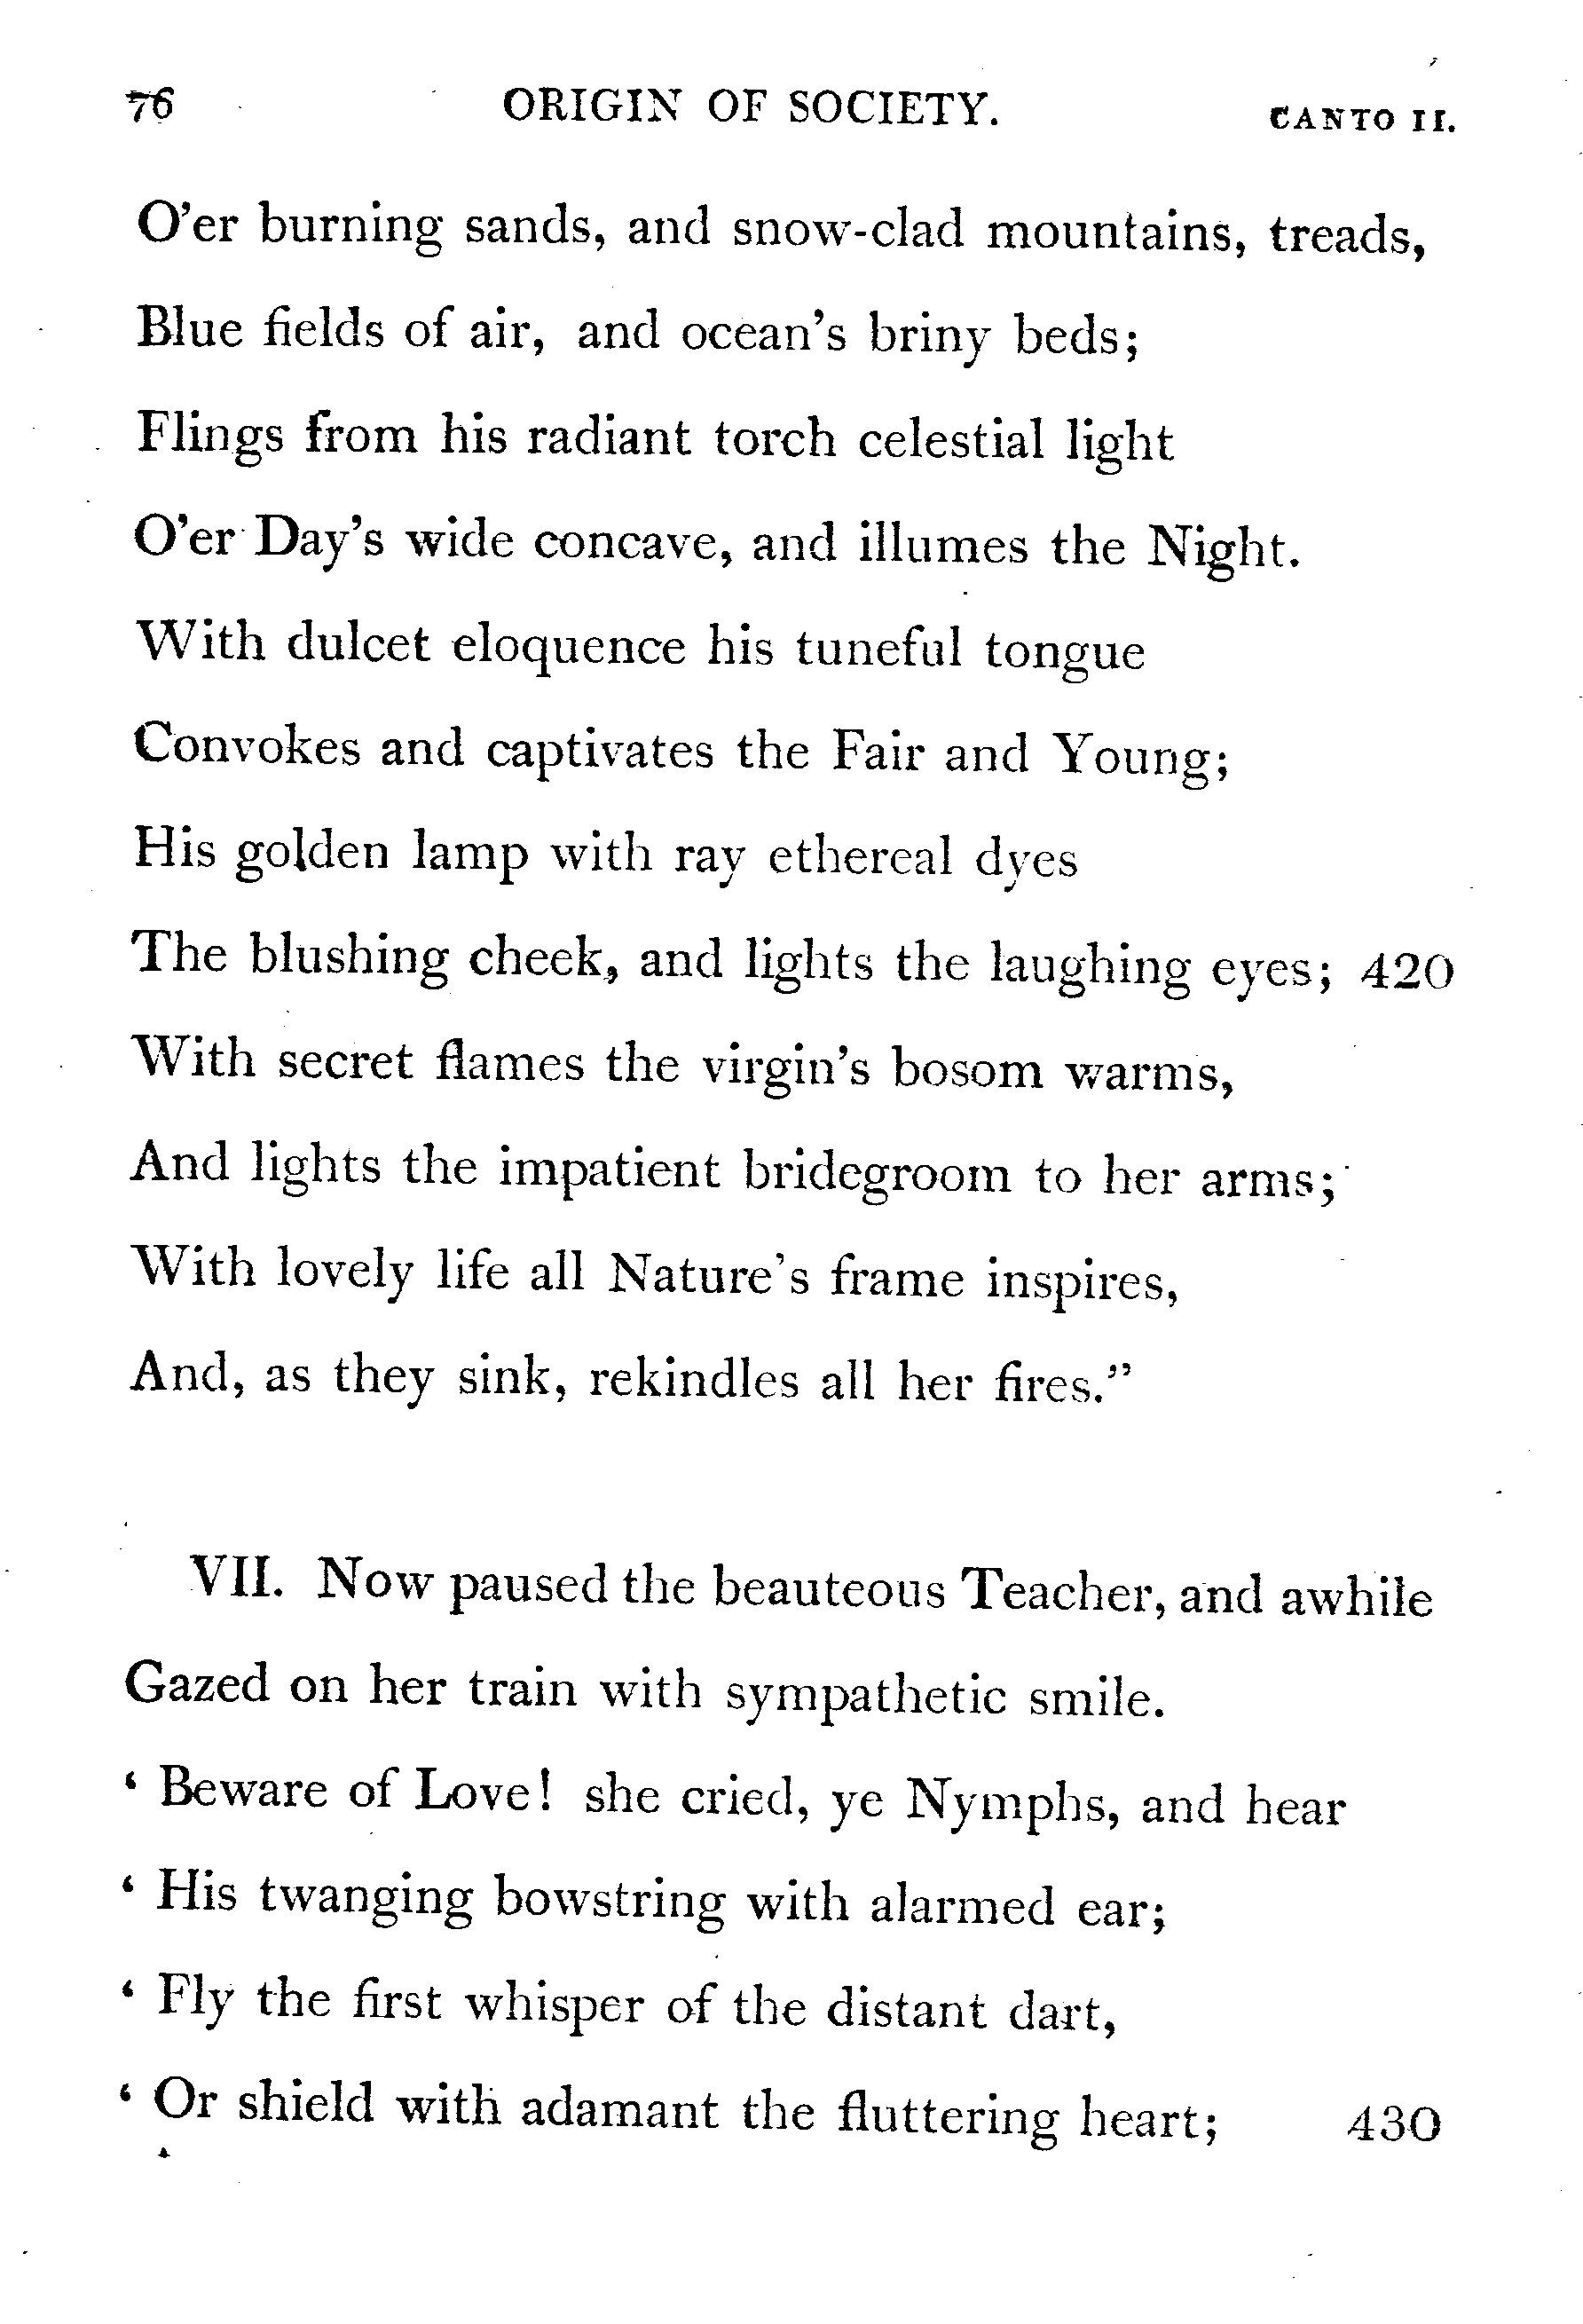 76 ORIGIN OF SOCIETY. CANTO II.
O'er burning sands, and snow-clad mountains, treads,
Blue fields of air, and ocean's briny beds;
Flings from his radiant torch celestial light
O'er Day's wide concave, and illumes the Night.
With dulcet eloquence his tuneful tongue
Convokes and captivates the Fair and Young;
His golden lamp with ray ethereal dyes
The blushing cheek, and lights the laughing eyes; 420
With secret flames the virgin's bosom warms,
And lights the impatient bridegroom to her arms;
With lovely life all Nature's frame inspires,
And, as they sink, rekindles all her fires."
VII. Now paused the beauteous Teacher, and awhile
Gazed on her train with sympathetic smile.
‘ Beware of Love! she cried, ye Nymphs, and hear
‘ His twanging bowstring with alarmed ear;
‘ Fly the first whisper of the distant dart,
‘ Or shield with adamant the fluttering heart; 430